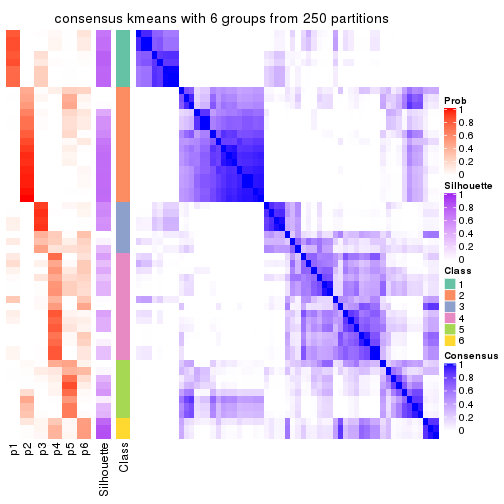 consensus kmeans with 6 groups from 250 partitions
Prob
1
0.8
0.6
0.4
0.2
0
Silhouette
1
0.8
0.6
0.4
0.2
0
Class
1
2
3
4
5
6
Consensus
1
0.8
0.6
0.4
0.2
0
p1
p2
p3
p4
p5
p6
Silhouette
Class